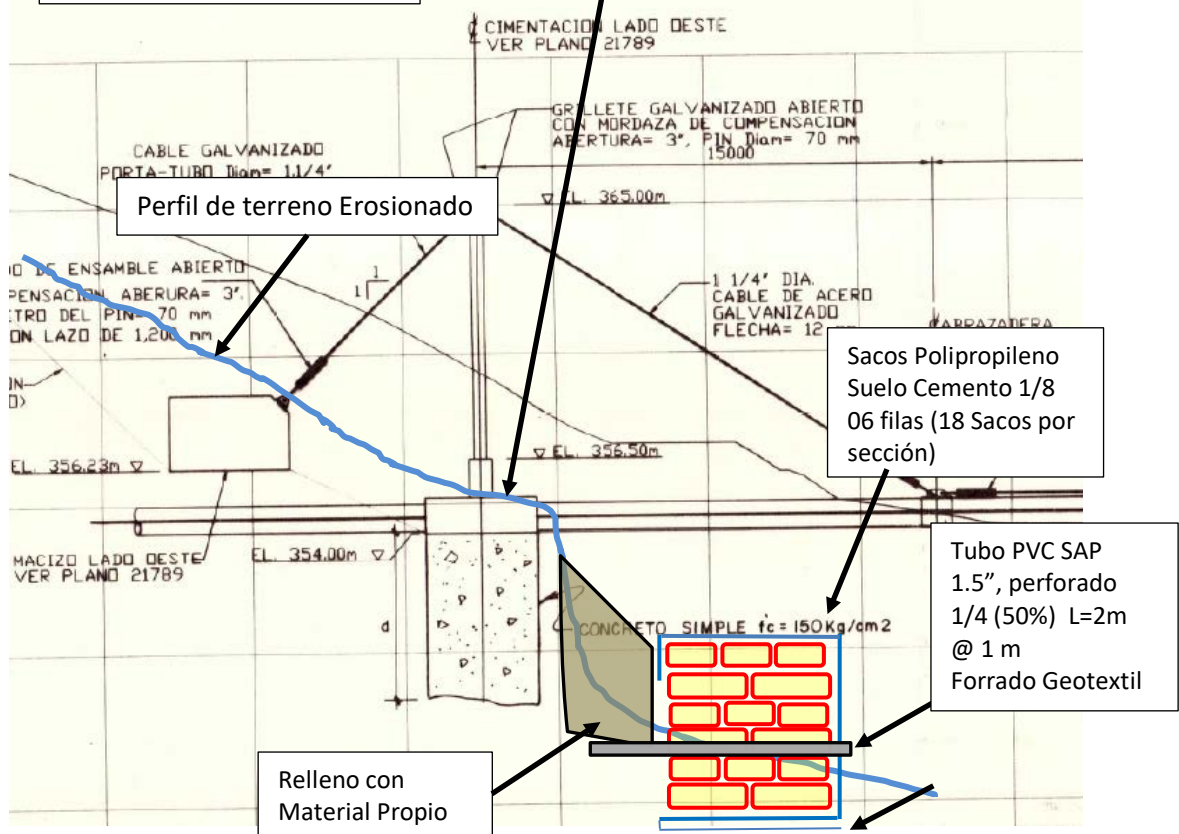 ₵ CIMENTACION LADO OESTE
VER PLANO 21789
GRILLETE GALVANIZADO ABIERTO
CON MORDAZA DE COMPENSACION
ABERTURA= 3", PIN Diam= 70 mm
15000
CABLE GALVANIZADO
PORTA-TUBO Diam= 1.1/4'
Perfil de terreno Erosionado
▽ EL. 365.00m
DO DE ENSAMBLE ABIERTO
PENSACION ABERURA= 3".
ETRO DEL PIN= 70 mm
ON LAZO DE 1,200 mm
1
1
1 1/4' DIA.
CABLE DE ACERO
GALVANIZADO
FLECHA= 12
ABRAZADERA
Sacos Polipropileno
Suelo Cemento 1/8
06 filas (18 Sacos por
sección)
EL. 356.23m ▽
▽ EL. 356.50m
MACIZO LADO OESTE
VER PLANO 21789
EL. 354.00m ▽
Tubo PVC SAP
1.5”, perforado
1/4 (50%) L=2m
@ 1 m
Forrado Geotextil
d
CONCRETO SIMPLE f'c = 150Kg/cm2
Relleno con
Material Propio